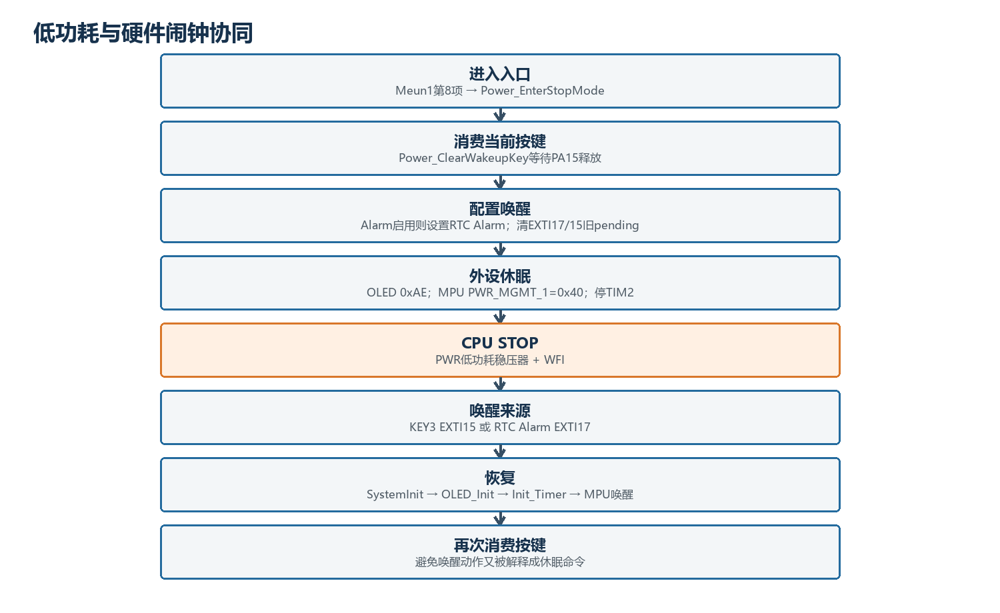 低功耗与硬件闹钟协同
进入入口
Meun1第8项 → Power_EnterStopMode
消费当前按键
Power_ClearWakeupKey等待PA15释放
配置唤醒
Alarm启用则设置RTC Alarm；清EXTI17/15旧pending
外设休眠
OLED 0xAE；MPU PWR_MGMT_1=0x40；停TIM2
CPU STOP
PWR低功耗稳压器 + WFI
唤醒来源
KEY3 EXTI15 或 RTC Alarm EXTI17
恢复
SystemInit → OLED_Init → Init_Timer → MPU唤醒
再次消费按键
避免唤醒动作又被解释成休眠命令